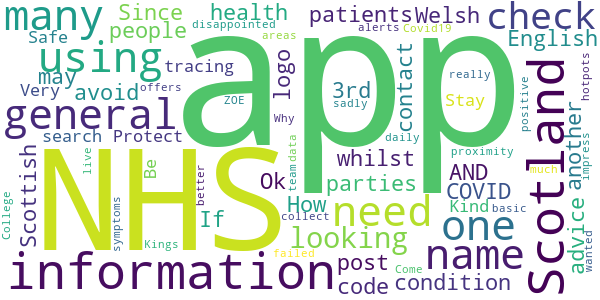 many
Since
health
disappointed
patients
Welsh
check
people
Safe
alerts
Covid19
areas
English
using
may
tracing
logo
Very
avoid
offers
ZOE
3rd
sadly
contact
really
Stay
daily
positive
hotpots
app
general
search
Protect
Why
proximity
Scotland
another
impress
Scottish
NHS
live
Be
better
team
data
whilst
AND
much
Ok
parties
COVID
Kind
basic
advice
wanted
College
symptoms
If
How
collect
need
one
name
Kings
looking
failed
post
Come
information
code
condition